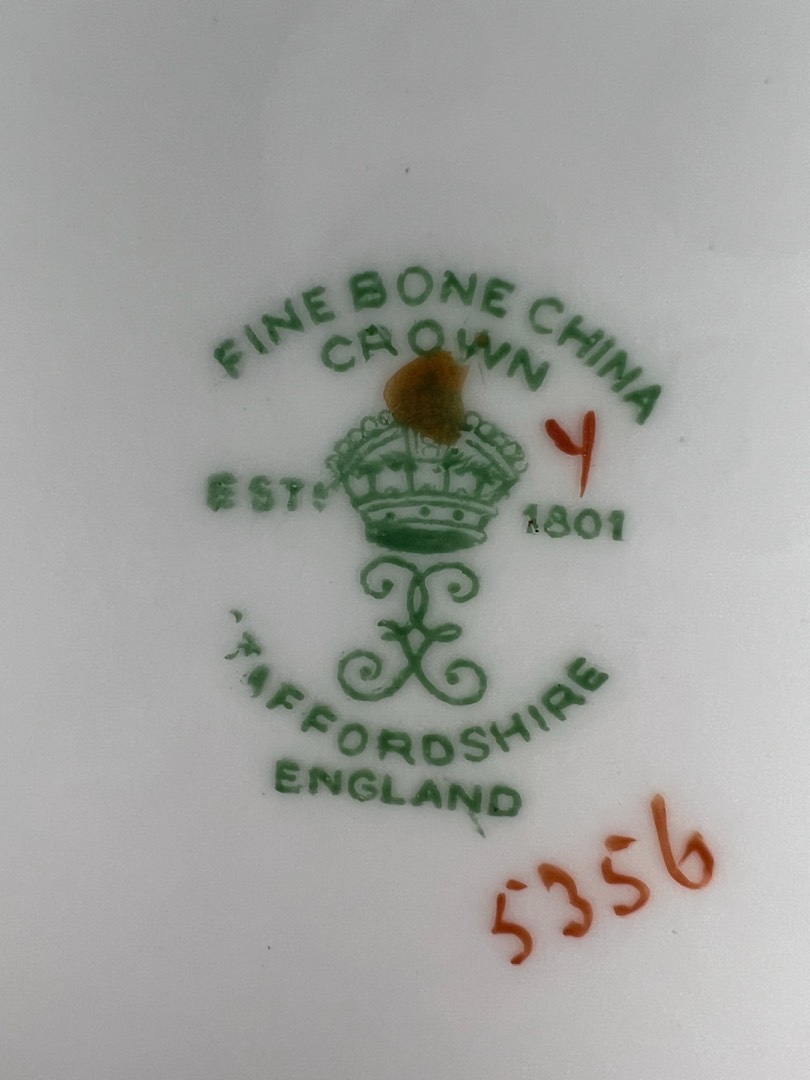 FINE BONE CHINA
CROWN
Y
ESTD 1801
STAFFORDSHIRE
ENGLAND
5356